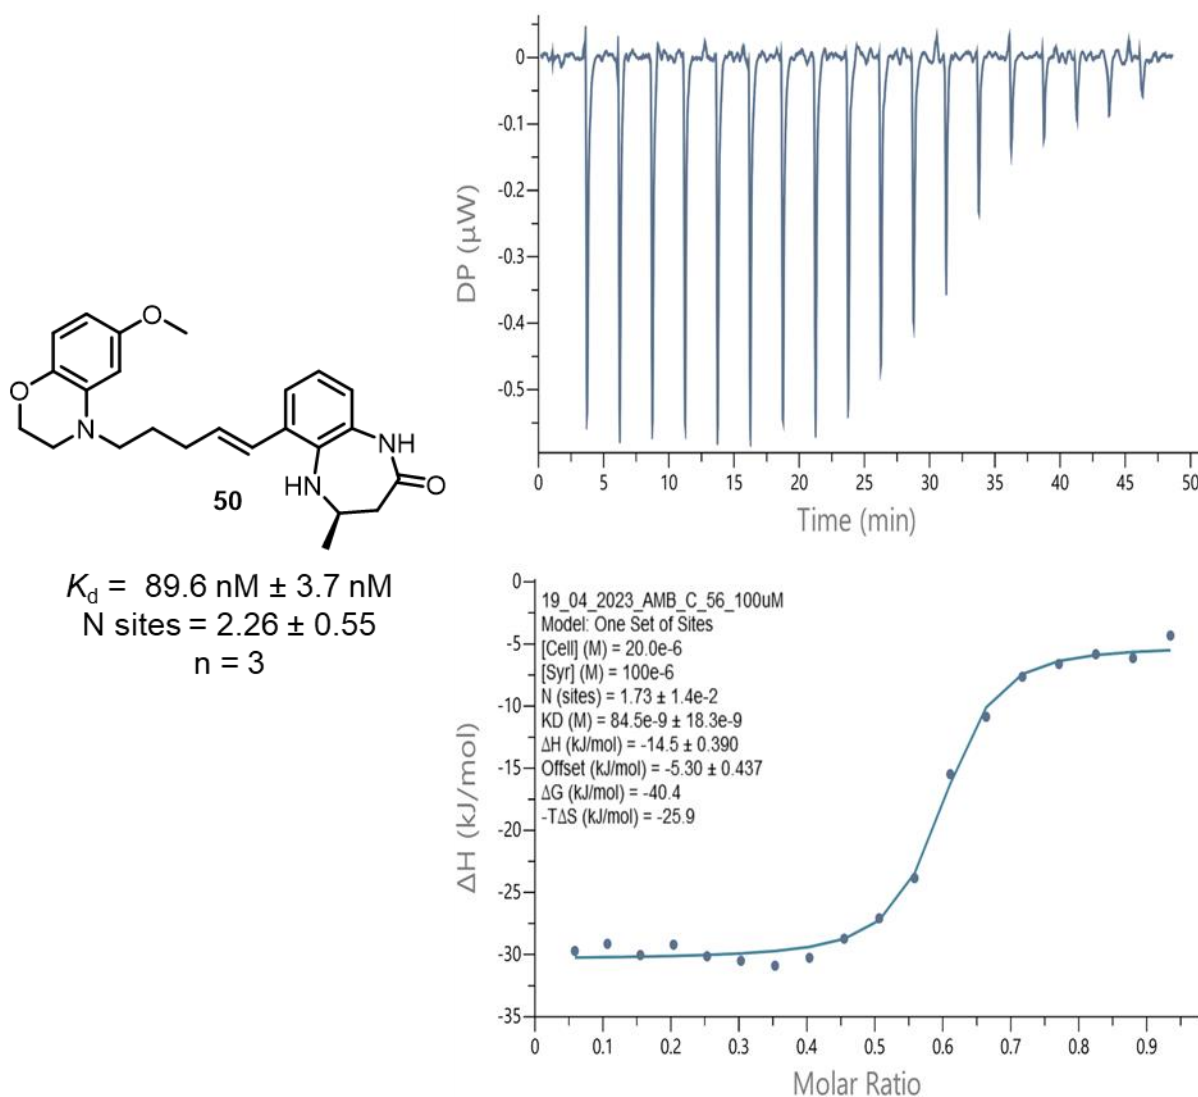 0
-0.1
-0.2
-0.3
-0.4
-0.5
DP (µW)
0 5 10 15 20 25 30 35 40 45 50
Time (min)
O
O
N
HN
NH
O
50
Kd = 89.6 nM ± 3.7 nM
N sites = 2.26 ± 0.55
n = 3
0
-5
-10
-15
-20
-25
-30
-35
ΔH (kJ/mol)
19_04_2023_AMB_C_56_100uM
Model: One Set of Sites
[Cell] (M) = 20.0e-6
[Syr] (M) = 100e-6
N (sites) = 1.73 ± 1.4e-2
KD (M) = 84.5e-9 ± 18.3e-9
ΔH (kJ/mol) = -14.5 ± 0.390
Offset (kJ/mol) = -5.30 ± 0.437
ΔG (kJ/mol) = -40.4
-TΔS (kJ/mol) = -25.9
0 0.1 0.2 0.3 0.4 0.5 0.6 0.7 0.8 0.9
Molar Ratio